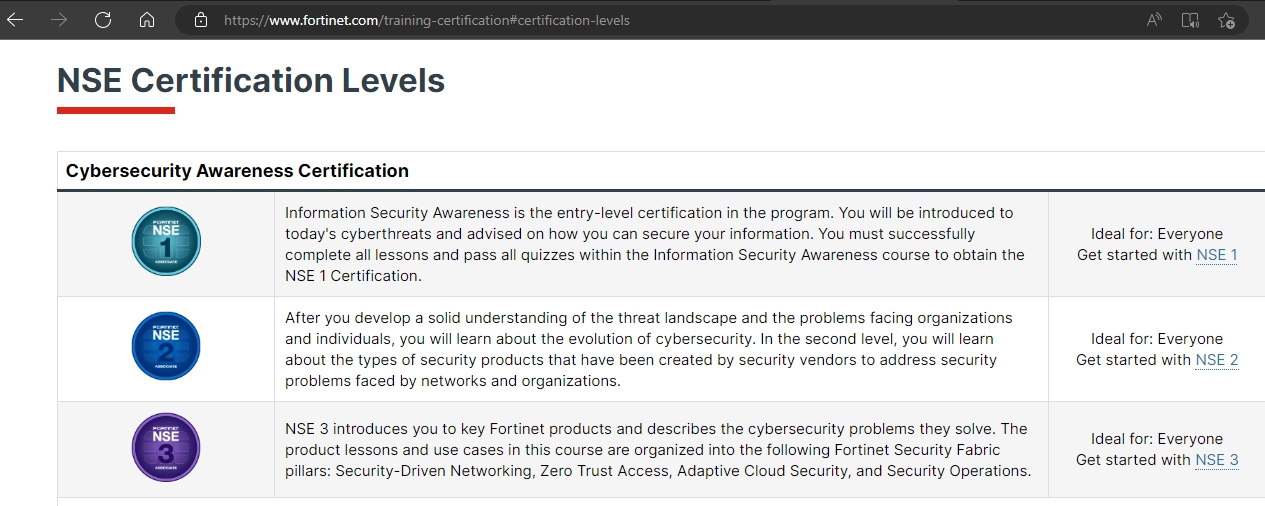 https://www.fortinet.com/training-certification#certification-levels
NSE Certification Levels
Cybersecurity Awareness Certification
FORTINET
NSE
1
ASSOCIATE
Information Security Awareness is the entry-level certification in the program. You will be introduced to
today's cyberthreats and advised on how you can secure your information. You must successfully
complete all lessons and pass all quizzes within the Information Security Awareness course to obtain the
NSE 1 Certification.
Ideal for: Everyone
Get started with NSE 1
FORTINET
NSE
2
ASSOCIATE
After you develop a solid understanding of the threat landscape and the problems facing organizations
and individuals, you will learn about the evolution of cybersecurity. In the second level, you will learn
about the types of security products that have been created by security vendors to address security
problems faced by networks and organizations.
Ideal for: Everyone
Get started with NSE 2
FORTINET
NSE
3
ASSOCIATE
NSE 3 introduces you to key Fortinet products and describes the cybersecurity problems they solve. The
product lessons and use cases in this course are organized into the following Fortinet Security Fabric
pillars: Security-Driven Networking, Zero Trust Access, Adaptive Cloud Security, and Security Operations.
Ideal for: Everyone
Get started with NSE 3